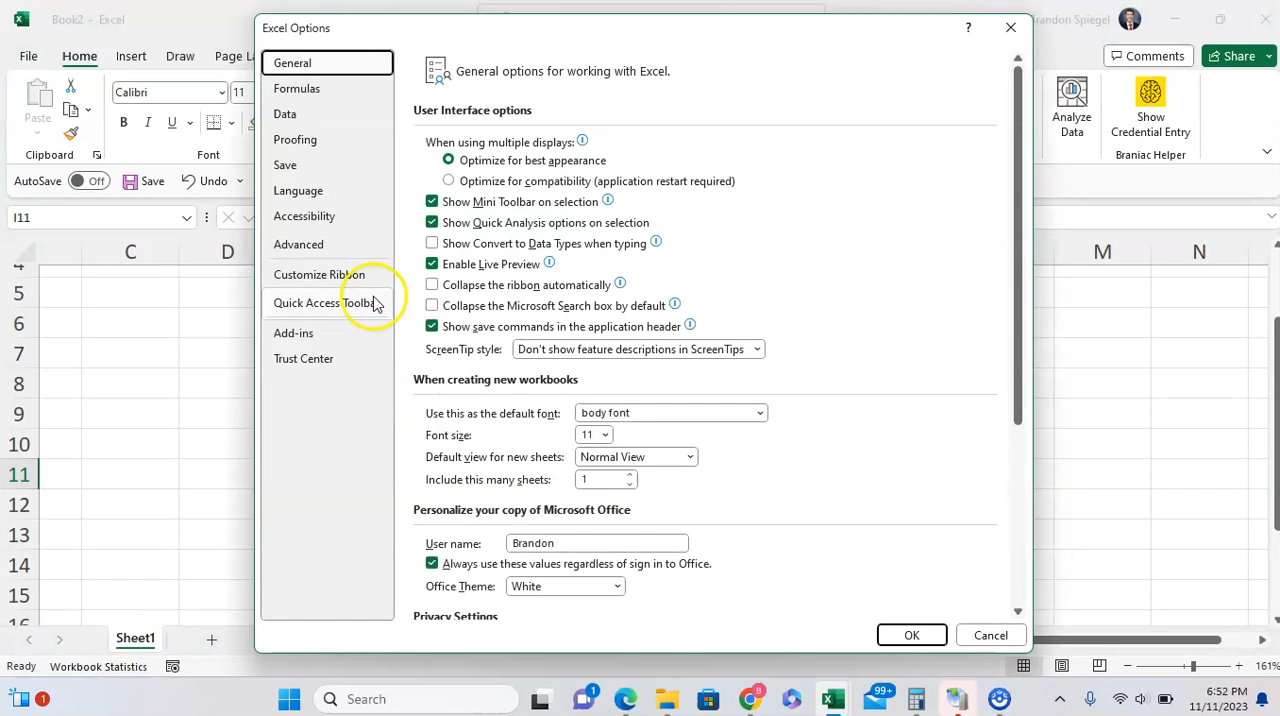 Book2 - Excel
Brandon Spiegel
Excel Options
File Home Insert Draw Page La
Comments Share
Paste
Clipboard
Calibri 11
B I U
Font
Analyze Data
Show Credential Entry
Braniac Helper
AutoSave Off Save Undo
I11
General
Formulas
Data
Proofing
Save
Language
Accessibility
Advanced
Customize Ribbon
Quick Access Toolba
Add-ins
Trust Center
General options for working with Excel.
User Interface options
When using multiple displays:
Optimize for best appearance
Optimize for compatibility (application restart required)
Show Mini Toolbar on selection
Show Quick Analysis options on selection
Show Convert to Data Types when typing
Enable Live Preview
Collapse the ribbon automatically
Collapse the Microsoft Search box by default
Show save commands in the application header
ScreenTip style: Don't show feature descriptions in ScreenTips
When creating new workbooks
Use this as the default font: body font
Font size: 11
Default view for new sheets: Normal View
Include this many sheets: 1
Personalize your copy of Microsoft Office
User name: Brandon
Always use these values regardless of sign in to Office.
Office Theme: White
Privacy Settings
OK Cancel
C D M N
5
6
7
8
9
10
11
12
13
14
15
Sheet1
Ready Workbook Statistics
161%
1
Search
1
8
99+
6:52 PM
11/11/2023